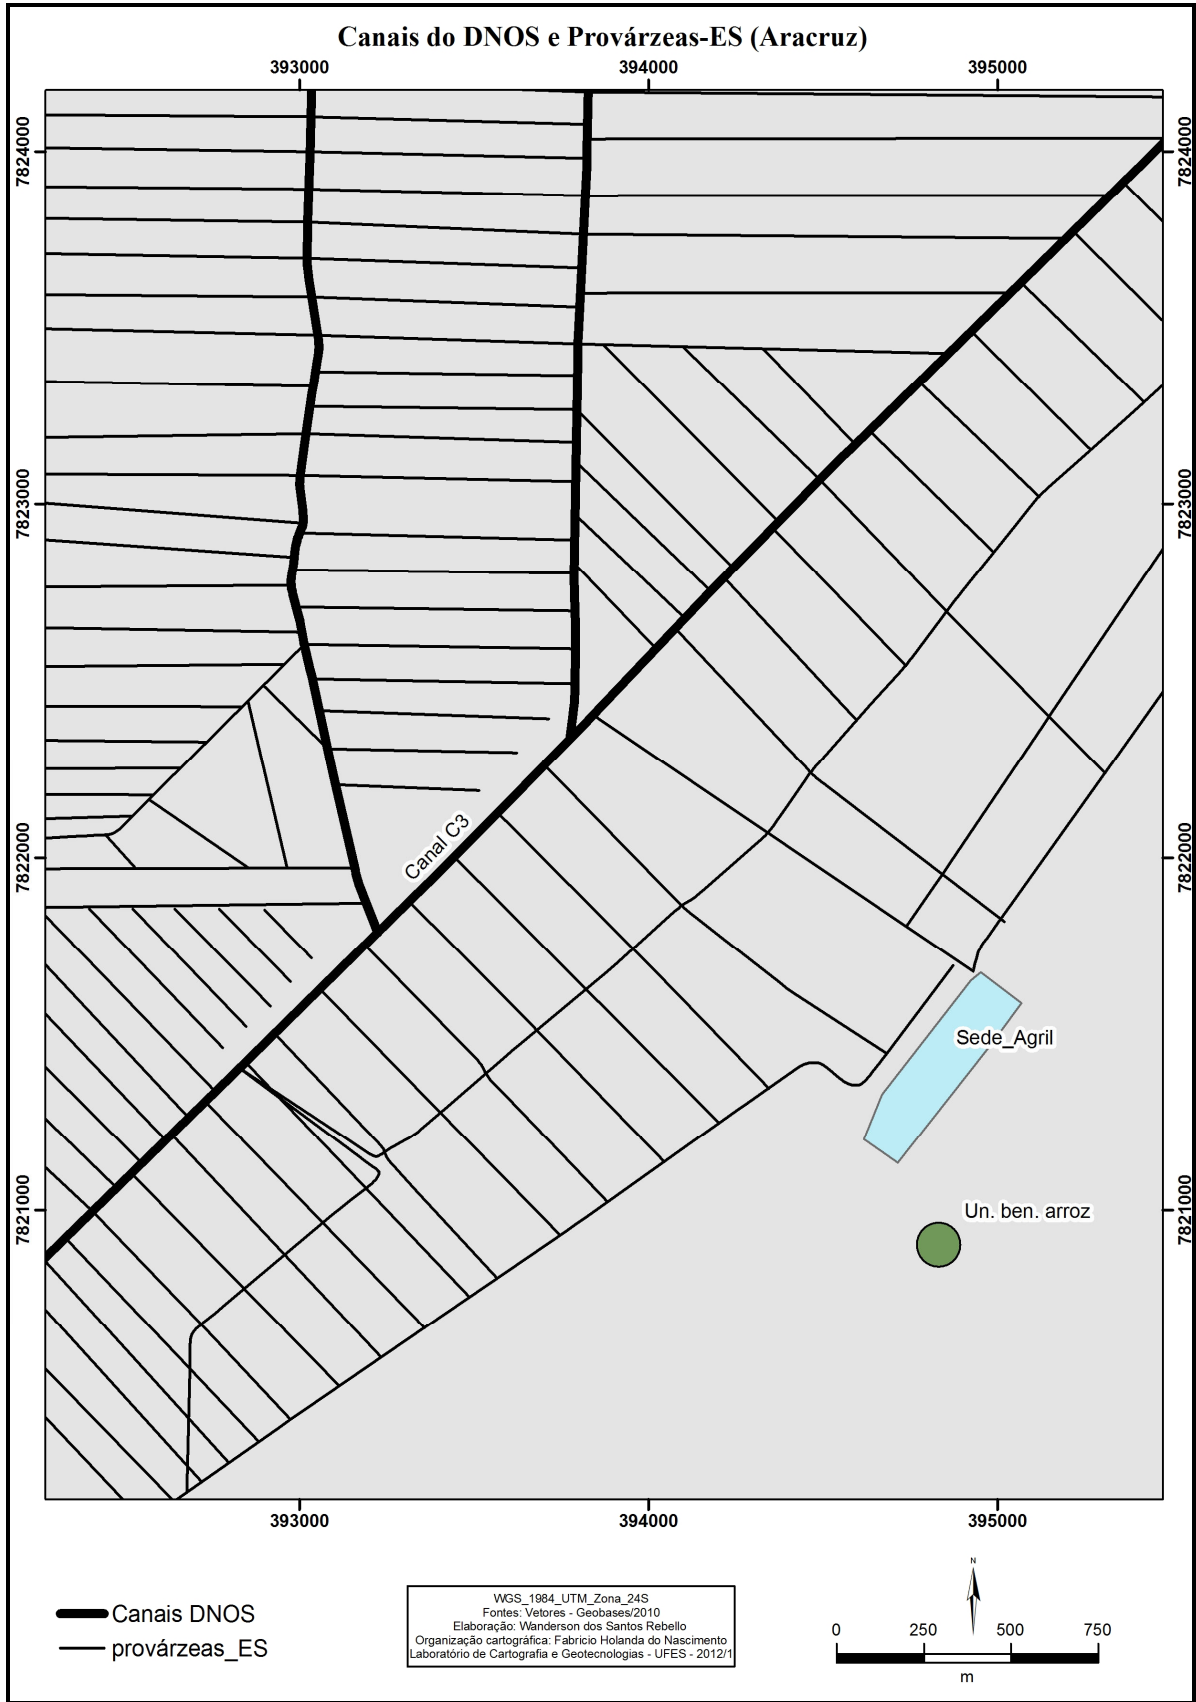 Canais do DNOS e Provárzeas-ES (Aracruz)
393000 394000 395000
7824000 7824000
7823000 7823000
Canal C3
7822000 7822000
Sede_Agril
7821000 7821000
Un. ben. arroz
393000 394000 395000
N
Canais DNOS
provárzeas_ES
WGS_1984_UTM_Zona_24S
Fontes: Vetores - Geobases/2010
Elaboração: Wanderson dos Santos Rebello
Organização cartográfica: Fabricio Holanda do Nascimento
Laboratório de Cartografia e Geotecnologias - UFES - 2012/1
0 250 500 750
m